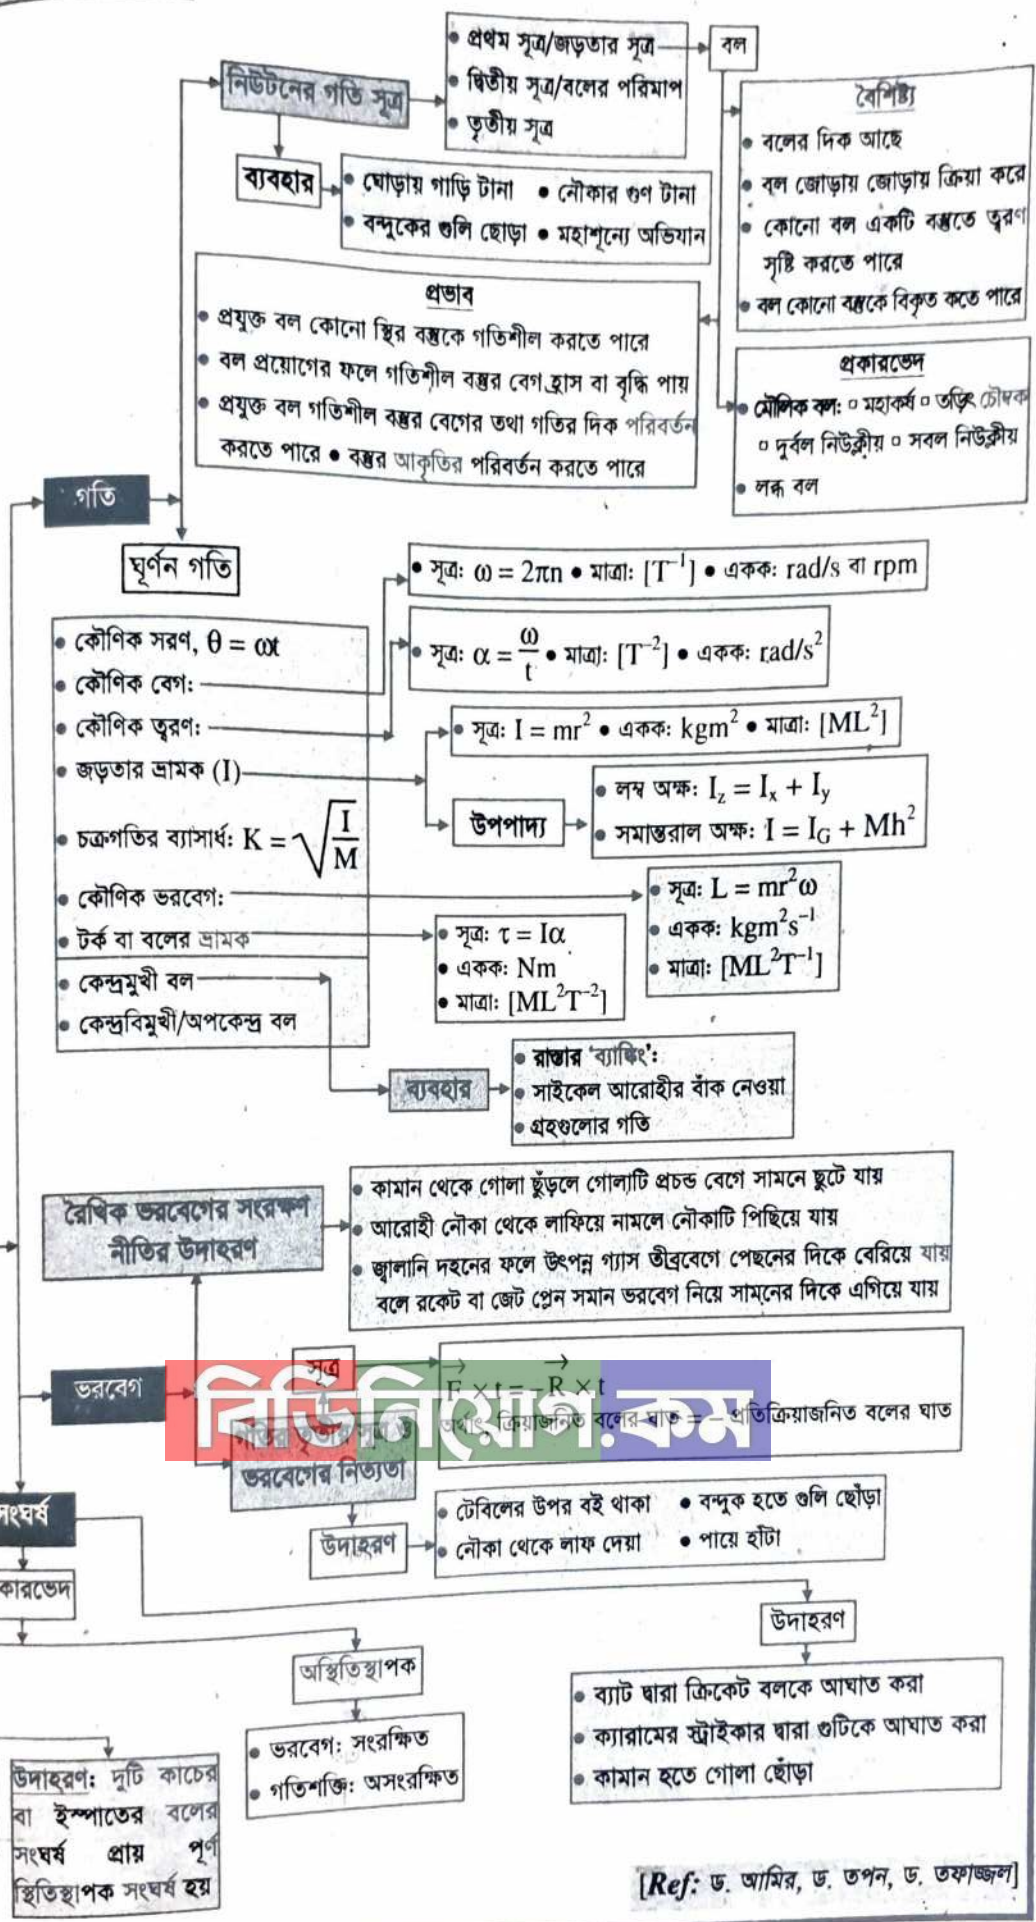 নিউটনের গতি সূত্র
• প্রথম সূত্র/জড়তার সূত্র
• দ্বিতীয় সূত্র/বলের পরিমাপ
• তৃতীয় সূত্র
বল
বৈশিষ্ট্য
• বলের দিক আছে
• বল জোড়ায় জোড়ায় ক্রিয়া করে
• কোনো বল একটি বস্তুতে ত্বরণ
সৃষ্টি করতে পারে
• বল কোনো বস্তুকে বিকৃত কতে পারে
ব্যবহার
• ঘোড়ায় গাড়ি টানা • নৌকার গুণ টানা
• বন্দুকের গুলি ছোড়া • মহাশূন্যে অভিযান
প্রভাব
• প্রযুক্ত বল কোনো স্থির বস্তুকে গতিশীল করতে পারে
• বল প্রয়োগের ফলে গতিশীল বস্তুর বেগ হ্রাস বা বৃদ্ধি পায়
• প্রযুক্ত বল গতিশীল বস্তুর বেগের তথা গতির দিক পরিবর্তন
করতে পারে • বস্তুর আকৃতির পরিবর্তন করতে পারে
প্রকারভেদ
• মৌলিক বল: ▫ মহাকর্ষ ▫ তড়িৎ চৌম্বক
▫ দুর্বল নিউক্লীয় ▫ সবল নিউক্লীয়
• লব্ধ বল
গতি
ঘূর্ণন গতি
• কৌণিক সরণ, θ = ωt
• কৌণিক বেগ:
• কৌণিক ত্বরণ:
• জড়তার ভ্রামক (I)
• চক্রগতির ব্যাসার্ধ: K = √(I/M)
• কৌণিক ভরবেগ:
• টর্ক বা বলের ভ্রামক
• কেন্দ্রমুখী বল
• কেন্দ্রবিমুখী/অপকেন্দ্র বল
• সূত্র: ω = 2πn • মাত্রা: [T⁻¹] • একক: rad/s বা rpm
• সূত্র: α = ω/t • মাত্রা: [T⁻²] • একক: rad/s²
• সূত্র: I = mr² • একক: kgm² • মাত্রা: [ML²]
উপপাদ্য
• লম্ব অক্ষ: I_z = I_x + I_y
• সমান্তরাল অক্ষ: I = I_G + Mh²
• সূত্র: L = mr²ω
• একক: kgm²s⁻¹
• মাত্রা: [ML²T⁻¹]
• সূত্র: τ = Iα
• একক: Nm
• মাত্রা: [ML²T⁻²]
ব্যবহার
• রাস্তার ‘ব্যাঙ্কিং’:
• সাইকেল আরোহীর বাঁক নেওয়া
• গ্রহগুলোর গতি
রৈখিক ভরবেগের সংরক্ষণ
নীতির উদাহরণ
• কামান থেকে গোলা ছুঁড়লে গোলাটি প্রচন্ড বেগে সামনে ছুটে যায়
• আরোহী নৌকা থেকে লাফিয়ে নামলে নৌকাটি পিছিয়ে যায়
• জ্বালানি দহনের ফলে উৎপন্ন গ্যাস তীব্রবেগে পেছনের দিকে বেরিয়ে যায়
বলে রকেট বা জেট প্লেন সমান ভরবেগ নিয়ে সামনের দিকে এগিয়ে যায়
ভরবেগ
সূত্র
F⃗ × t = −R⃗ × t
অর্থাৎ, ক্রিয়াজনিত বলের ঘাত = − প্রতিক্রিয়াজনিত বলের ঘাত
বিডিনিয়োগ.কম
গতির তৃতীয় সূত্র ও
ভরবেগের নিত্যতা
উদাহরণ
• টেবিলের উপর বই থাকা • বন্দুক হতে গুলি ছোঁড়া
• নৌকা থেকে লাফ দেয়া • পায়ে হাঁটা
সংঘর্ষ
কারভেদ
উদাহরণ
• ব্যাট দ্বারা ক্রিকেট বলকে আঘাত করা
• ক্যারামের স্ট্রাইকার দ্বারা গুটিকে আঘাত করা
• কামান হতে গোলা ছোঁড়া
অস্থিতিস্থাপক
• ভরবেগ: সংরক্ষিত
• গতিশক্তি: অসংরক্ষিত
উদাহরণ: দুটি কাচের
বা ইস্পাতের বলের
সংঘর্ষ প্রায় পূর্ণ
স্থিতিস্থাপক সংঘর্ষ হয়
[Ref: ড. আমির, ড. তপন, ড. তফাজ্জল]